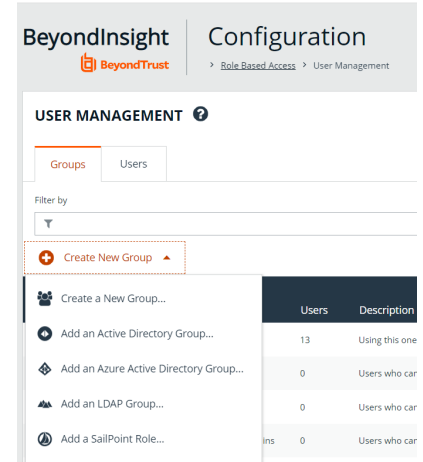 BeyondInsight
BeyondTrust
Configuration
> Role Based Access > User Management
USER MANAGEMENT ?
Groups Users
Filter by
Create New Group
Create a New Group...
Add an Active Directory Group...
Add an Azure Active Directory Group...
Add an LDAP Group...
Add a SailPoint Role...
Users Description
13 Using this one
0 Users who can
0 Users who can
ins 0 Users who can